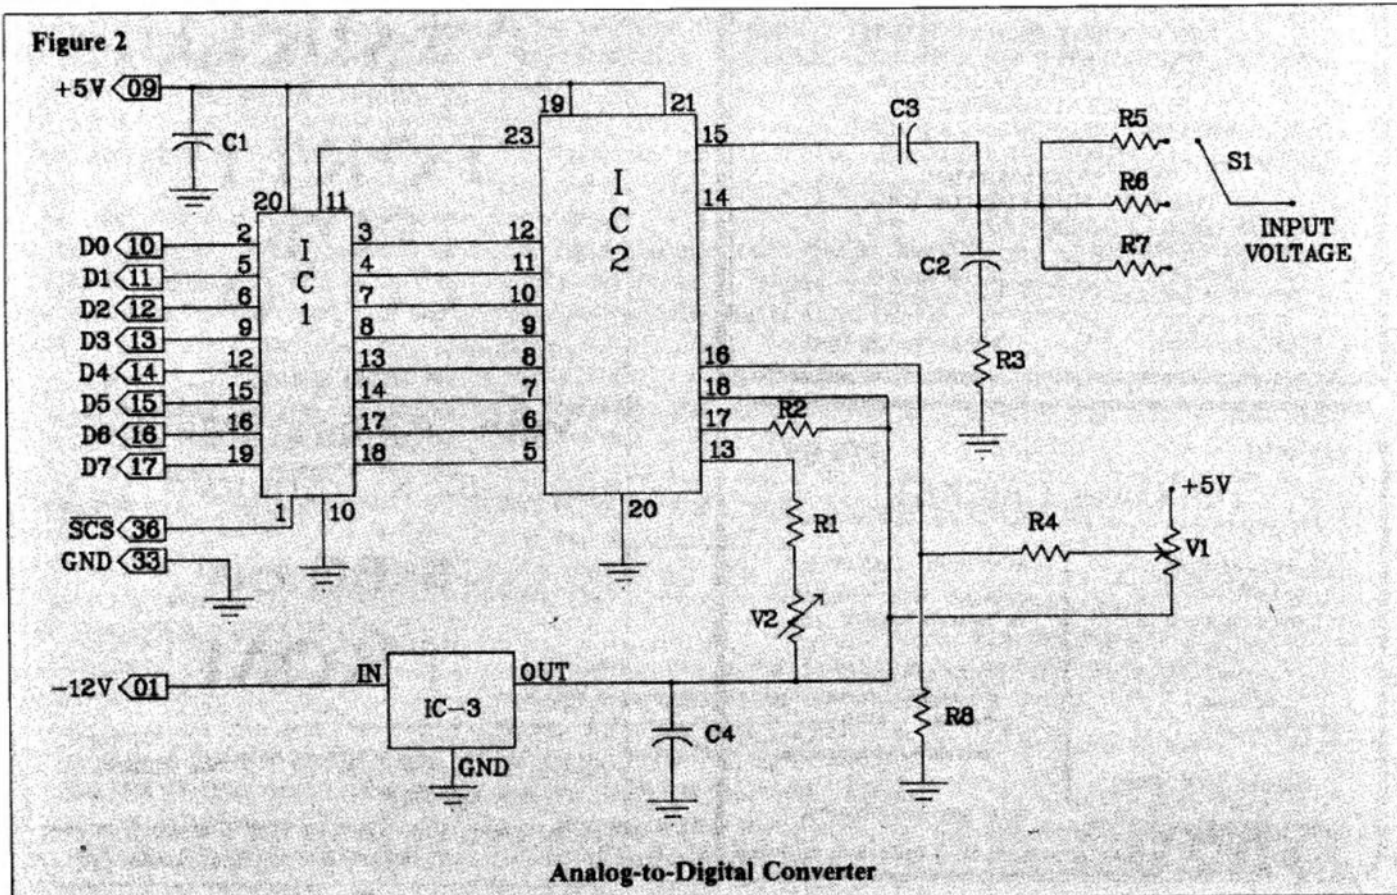 Figure 2
+5V 09
C1
19 21
C3
R5
23
15
S1
20 11
I
C
2
14
R6
INPUT
VOLTAGE
R7
C2
D0 10 2 3 12
D1 11 5 4 11
D2 12 6 7 10
D3 13 9 8 9
D4 14 12 13 8
D5 15 15 14 7
D6 16 16 17 6
D7 17 19 18 5
I
C
1
16
18
17
13
R2
R3
SCS 36 1 10
GND 33
20
R1
R4
+5V
V1
V2
-12V 01
IN
OUT
IC-3
GND
C4
R8
Analog-to-Digital Converter